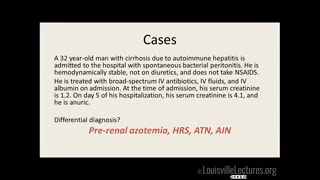 Cases
A 32 year-old man with cirrhosis due to autoimmune hepatitis is
admitted to the hospital with spontaneous bacterial peritonitis. He is
hemodynamically stable, not on diuretics, and does not take NSAIDS.
He is treated with broad-spectrum IV antibiotics, IV fluids, and IV
albumin on admission. At the time of admission, his serum creatinine
is 1.2. On day 5 of his hospitalization, his serum creatinine is 4.1, and
he is anuric.
Differential diagnosis?
Pre-renal azotemia, HRS, ATN, AIN
LouisvilleLectures.org